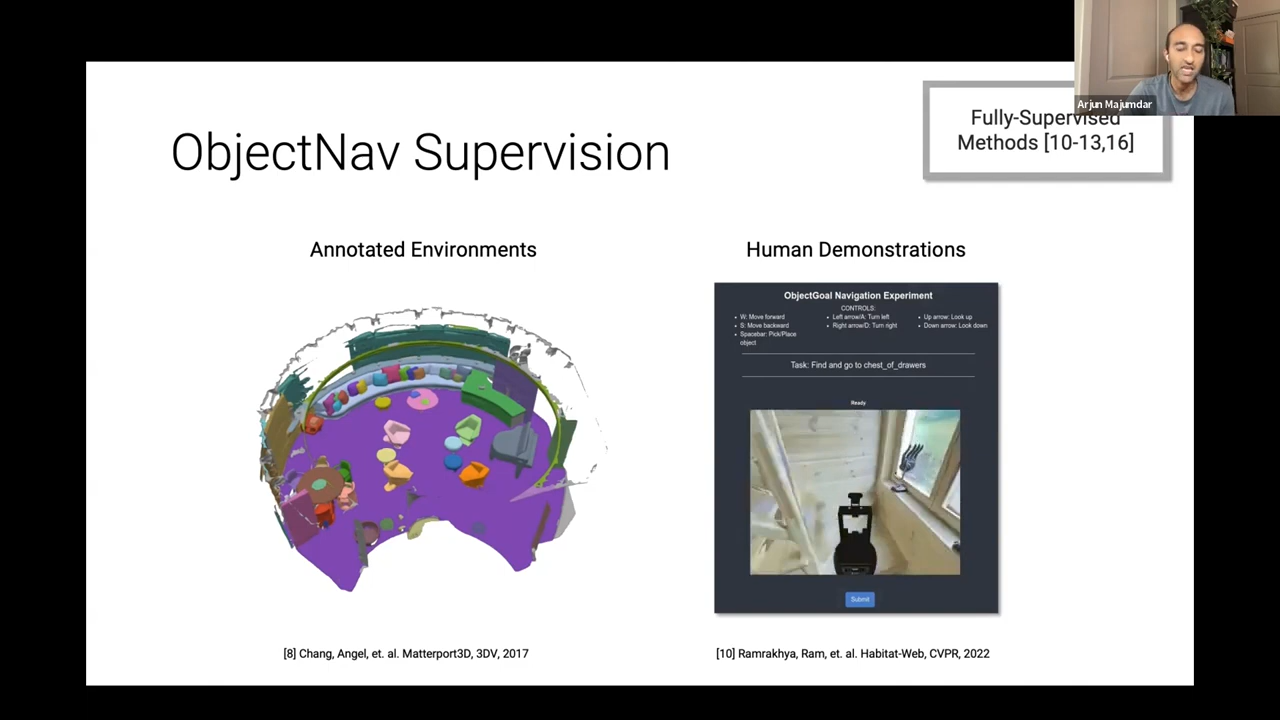 Arjun Majumdar
Fully-Supervised
Methods [10-13,16]
ObjectNav Supervision
Annotated Environments
Human Demonstrations
ObjectGoal Navigation Experiment
CONTROLS:
W: Move forward
S: Move backward
Spacebar: Pick/Place
object
Left arrow/A: Turn left
Right arrow/D: Turn right
Up arrow: Look up
Down arrow: Look down
Task: Find and go to chest_of_drawers
Ready
Submit
[8] Chang, Angel, et. al. Matterport3D, 3DV, 2017
[10] Ramrakhya, Ram, et. al. Habitat-Web, CVPR, 2022